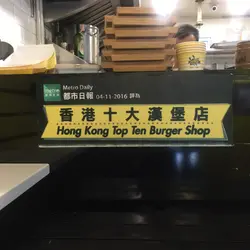 Metro Daily
都市日報 04-11-2016 評為
香港十大漢堡店
Hong Kong Top Ten Burger Shop